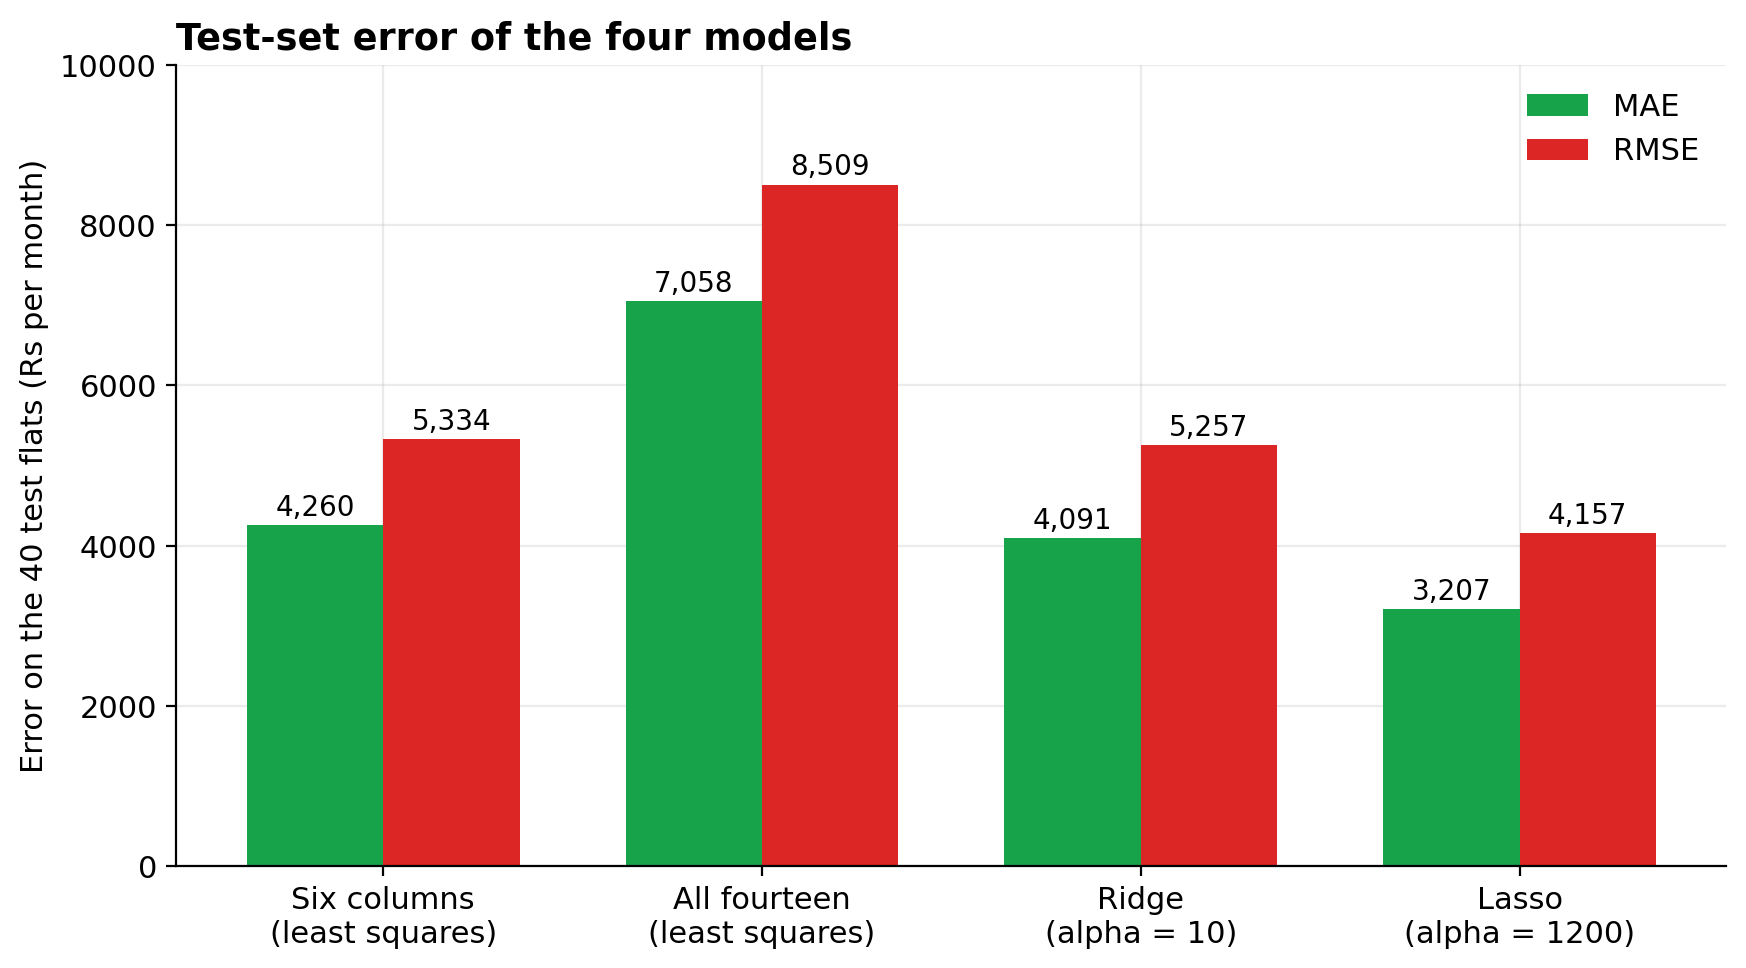 Test-set error of the four models
Error on the 40 test flats (Rs per month)
10000
8000
6000
4000
2000
0
MAE
RMSE
4,260
5,334
7,058
8,509
4,091
5,257
3,207
4,157
Six columns
(least squares)
All fourteen
(least squares)
Ridge
(alpha = 10)
Lasso
(alpha = 1200)